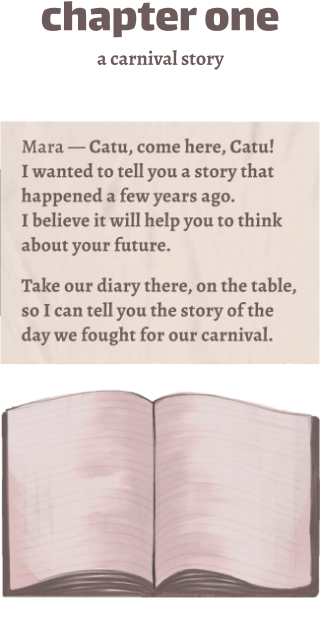 chapter one
a carnival story
Mara — Catu, come here, Catu!
I wanted to tell you a story that
happened a few years ago.
I believe it will help you to think
about your future.
Take our diary there, on the table,
so I can tell you the story of the
day we fought for our carnival.